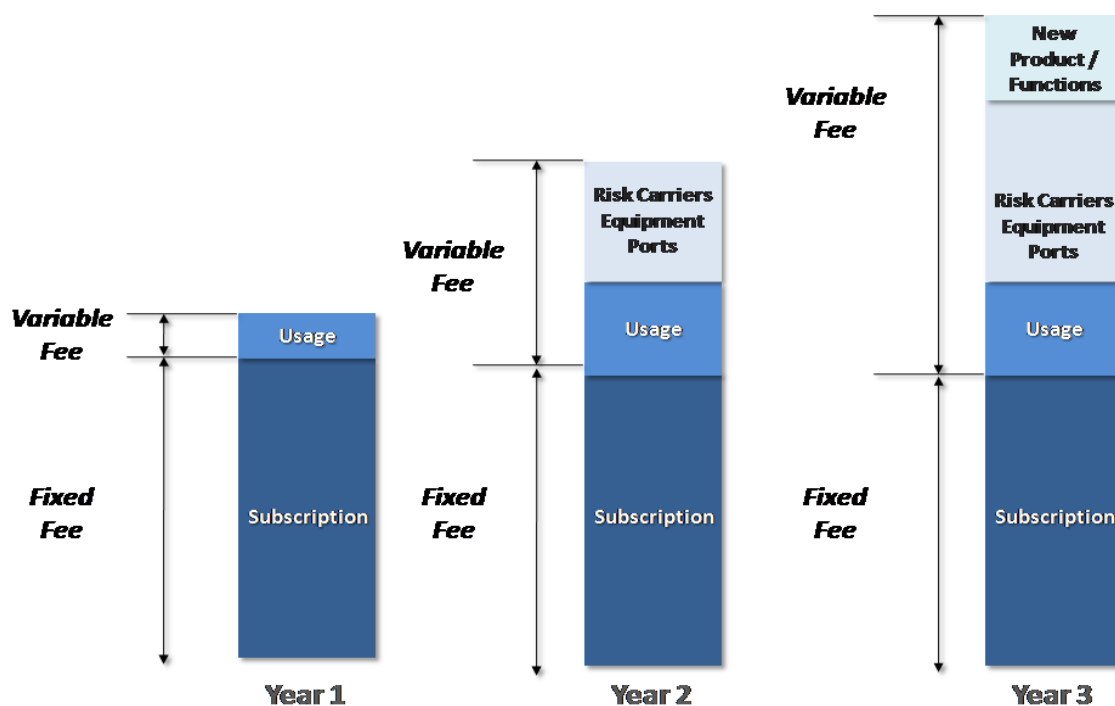 Variable
Fee
Fixed
Fee
Usage
Subscription
Year 1
Variable
Fee
Fixed
Fee
Risk Carriers
Equipment
Ports
Usage
Subscription
Year 2
Variable
Fee
Fixed
Fee
New
Product /
Functions
Risk Carriers
Equipment
Ports
Usage
Subscription
Year 3